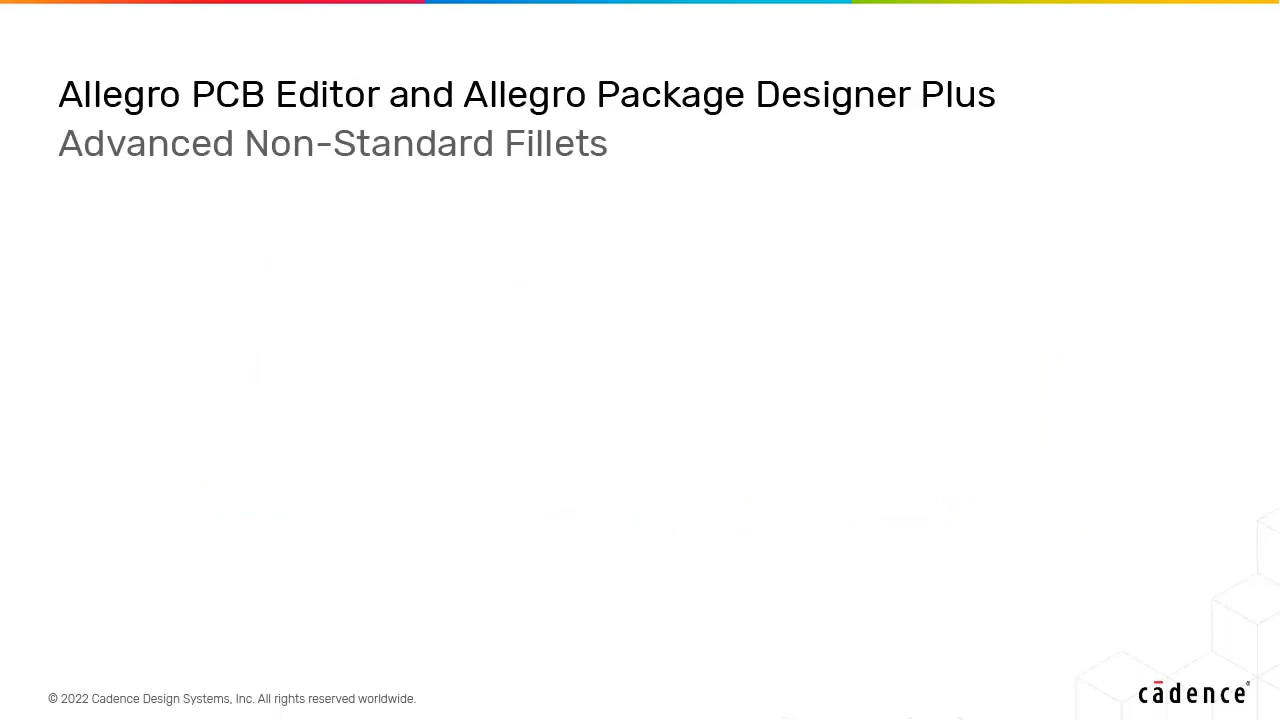 Allegro PCB Editor and Allegro Package Designer Plus
Advanced Non-Standard Fillets
© 2022 Cadence Design Systems, Inc. All rights reserved worldwide.
cādence®